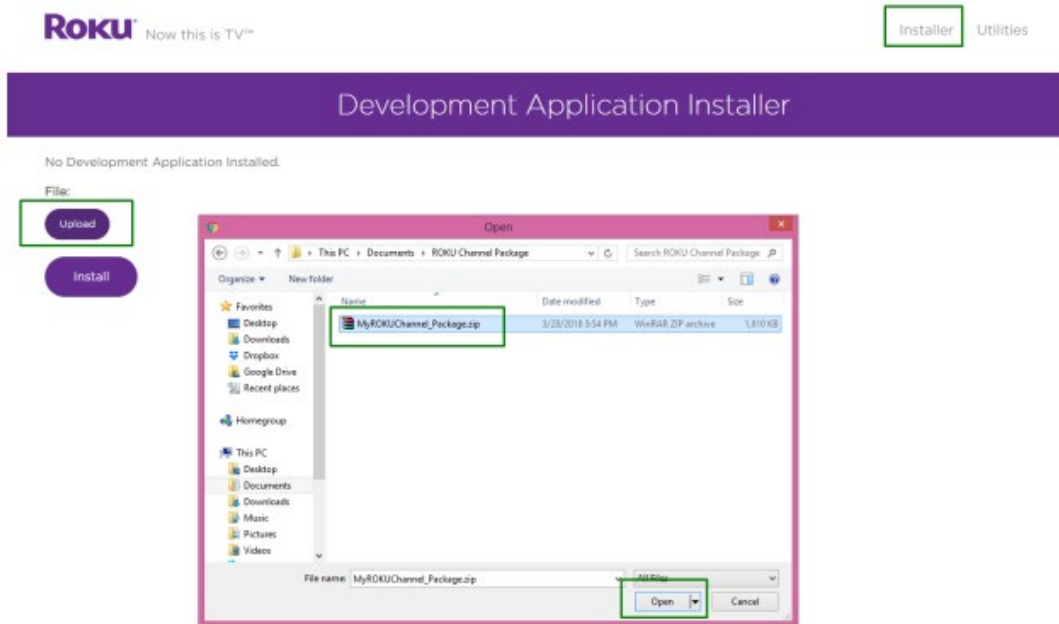 ROKU Now this is TV™
Installer Utilities
Development Application Installer
No Development Application Installed.
File:
Upload
Install
Open
This PC Documents ROKU Channel Package
Search ROKU Channel Package
Organize New folder
Name Date modified Type Size
MyROKUChannel_Package.zip 3/28/2018 5:54 PM WinRAR ZIP archive 1,810 KB
Favorites
Desktop
Downloads
Dropbox
Google Drive
Recent places
Homegroup
This PC
Desktop
Documents
Downloads
Music
Pictures
Videos
File name: MyROKUChannel_Package.zip
All Files
Open Cancel